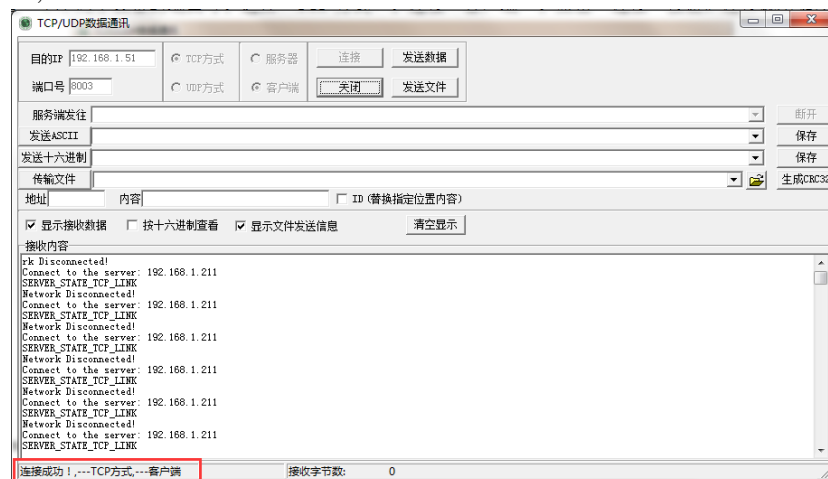 TCP/UDP数据通讯
目的IP 192.168.1.51 TCP方式 服务器 连接 发送数据
端口号 8003 UDP方式 客户端 关闭 发送文件
服务端发往 断开
发送ASCII 保存
发送十六进制 保存
传输文件 生成CRC32
地址 内容 ID(替换指定位置内容)
显示接收数据 按十六进制查看 显示文件发送信息 清空显示
接收内容
rk Disconnected!
Connect to the server: 192.168.1.211
SERVER_STATE_TCP_LINK
Network Disconnected!
Connect to the server: 192.168.1.211
SERVER_STATE_TCP_LINK
Network Disconnected!
Connect to the server: 192.168.1.211
SERVER_STATE_TCP_LINK
Network Disconnected!
Connect to the server: 192.168.1.211
SERVER_STATE_TCP_LINK
Network Disconnected!
Connect to the server: 192.168.1.211
SERVER_STATE_TCP_LINK
Network Disconnected!
Connect to the server: 192.168.1.211
SERVER_STATE_TCP_LINK
连接成功！,---TCP方式,---客户端 接收字节数: 0